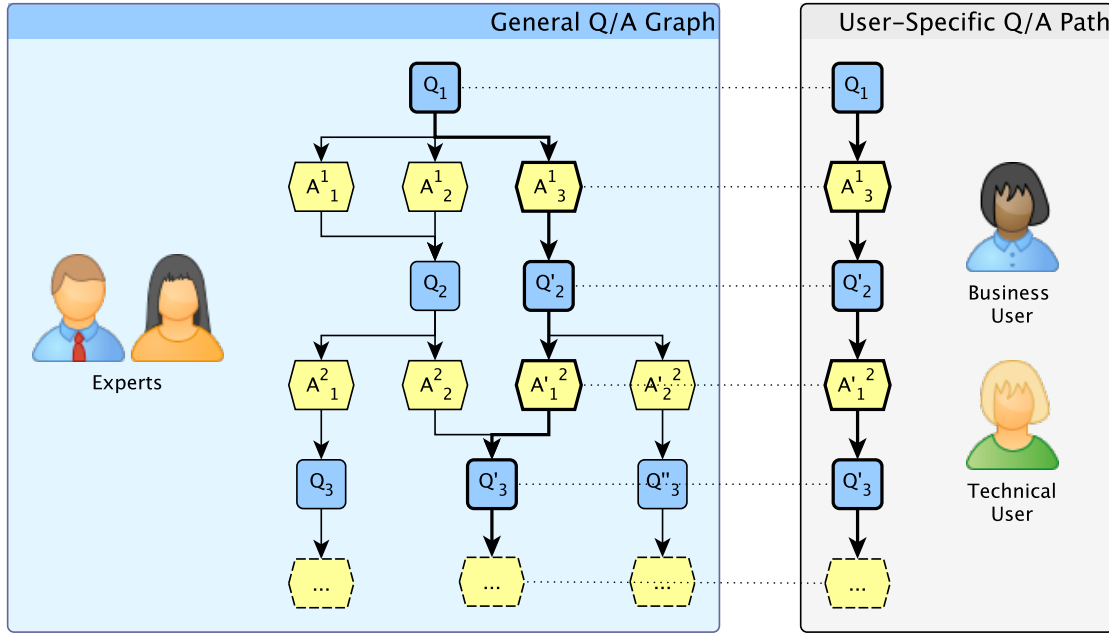 General Q/A Graph
User-Specific Q/A Path
Q1 Q1
A¹1 A¹2 A¹3 A¹3
Q2 Q'2 Q'2
Business
User
Experts
A²1 A²2 A'1² A'2² A'1²
Q3 Q'3 Q''3 Q'3
Technical
User
... ... ... ...